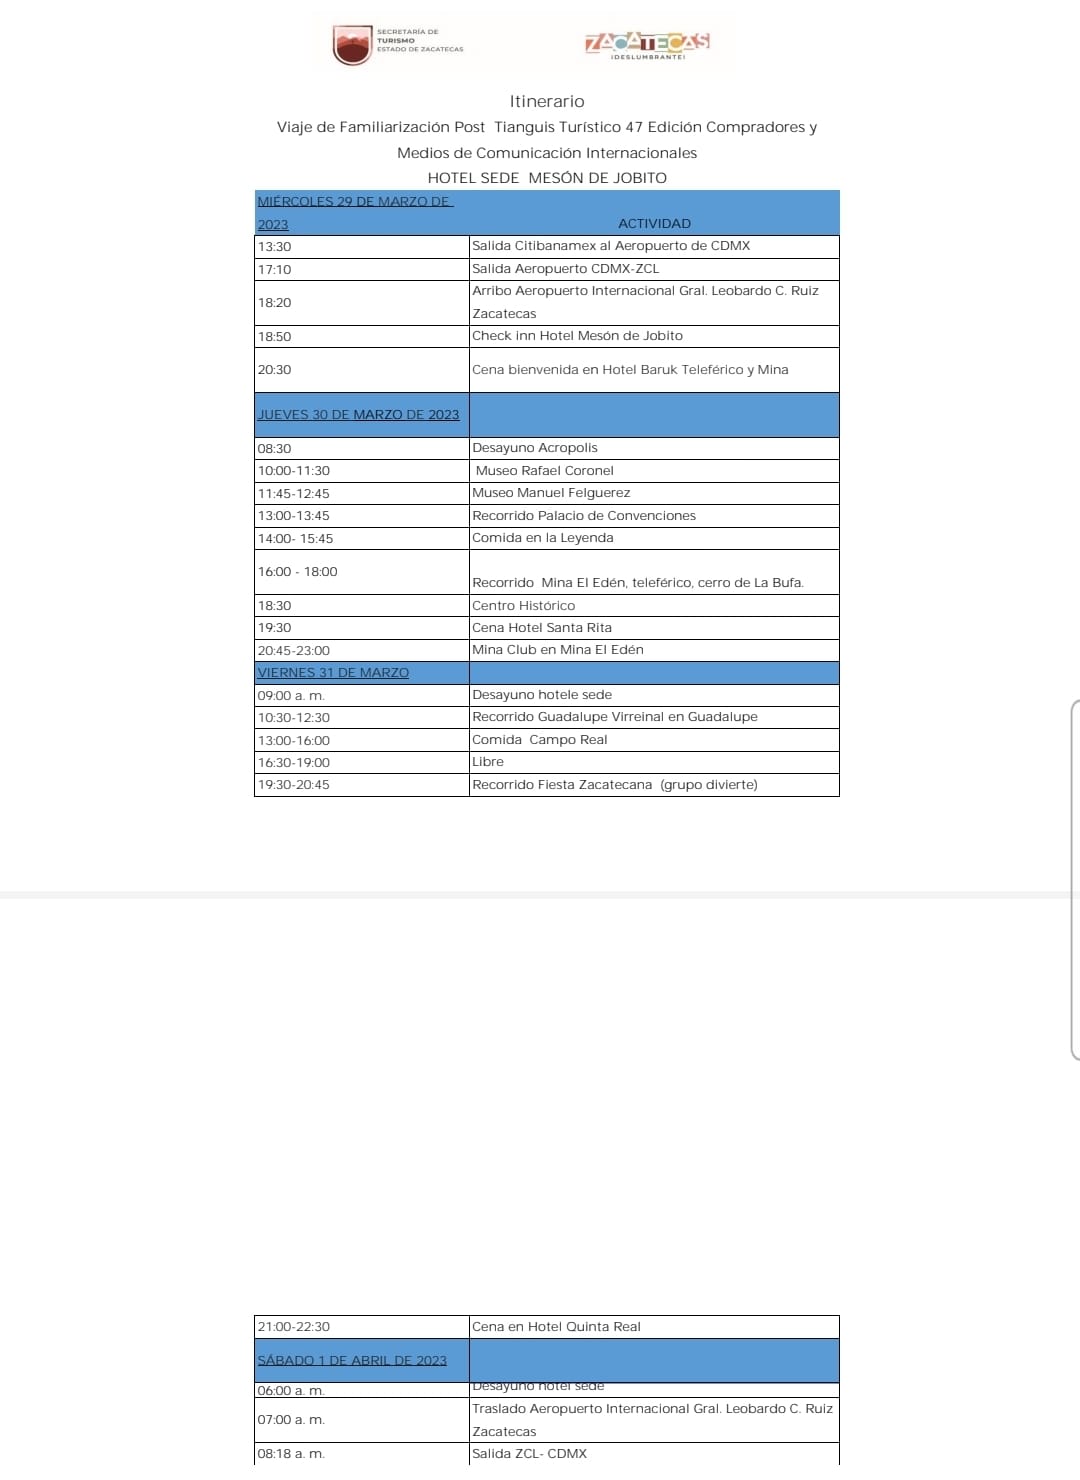 SECRETARÍA DE
TURISMO
ESTADO DE ZACATECAS
ZACATECAS
¡DESLUMBRANTE!
Itinerario
Viaje de Familiarización Post Tianguis Turístico 47 Edición Compradores y
Medios de Comunicación Internacionales
HOTEL SEDE MESÓN DE JOBITO
MIÉRCOLES 29 DE MARZO DE
2023 ACTIVIDAD
13:30 Salida Citibanamex al Aeropuerto de CDMX
17:10 Salida Aeropuerto CDMX-ZCL
18:20 Arribo Aeropuerto Internacional Gral. Leobardo C. Ruiz
Zacatecas
18:50 Check inn Hotel Mesón de Jobito
20:30 Cena bienvenida en Hotel Baruk Teleférico y Mina
JUEVES 30 DE MARZO DE 2023
08:30 Desayuno Acropolis
10:00-11:30 Museo Rafael Coronel
11:45-12:45 Museo Manuel Felguerez
13:00-13:45 Recorrido Palacio de Convenciones
14:00- 15:45 Comida en la Leyenda
16:00 - 18:00 Recorrido Mina El Edén, teleférico, cerro de La Bufa.
18:30 Centro Histórico
19:30 Cena Hotel Santa Rita
20:45-23:00 Mina Club en Mina El Edén
VIERNES 31 DE MARZO
09:00 a. m. Desayuno hotele sede
10:30-12:30 Recorrido Guadalupe Virreinal en Guadalupe
13:00-16:00 Comida Campo Real
16:30-19:00 Libre
19:30-20:45 Recorrido Fiesta Zacatecana (grupo divierte)
21:00-22:30 Cena en Hotel Quinta Real
SÁBADO 1 DE ABRIL DE 2023
06:00 a. m. Desayuno hotel sede
07:00 a. m. Traslado Aeropuerto Internacional Gral. Leobardo C. Ruiz
Zacatecas
08:18 a. m. Salida ZCL- CDMX